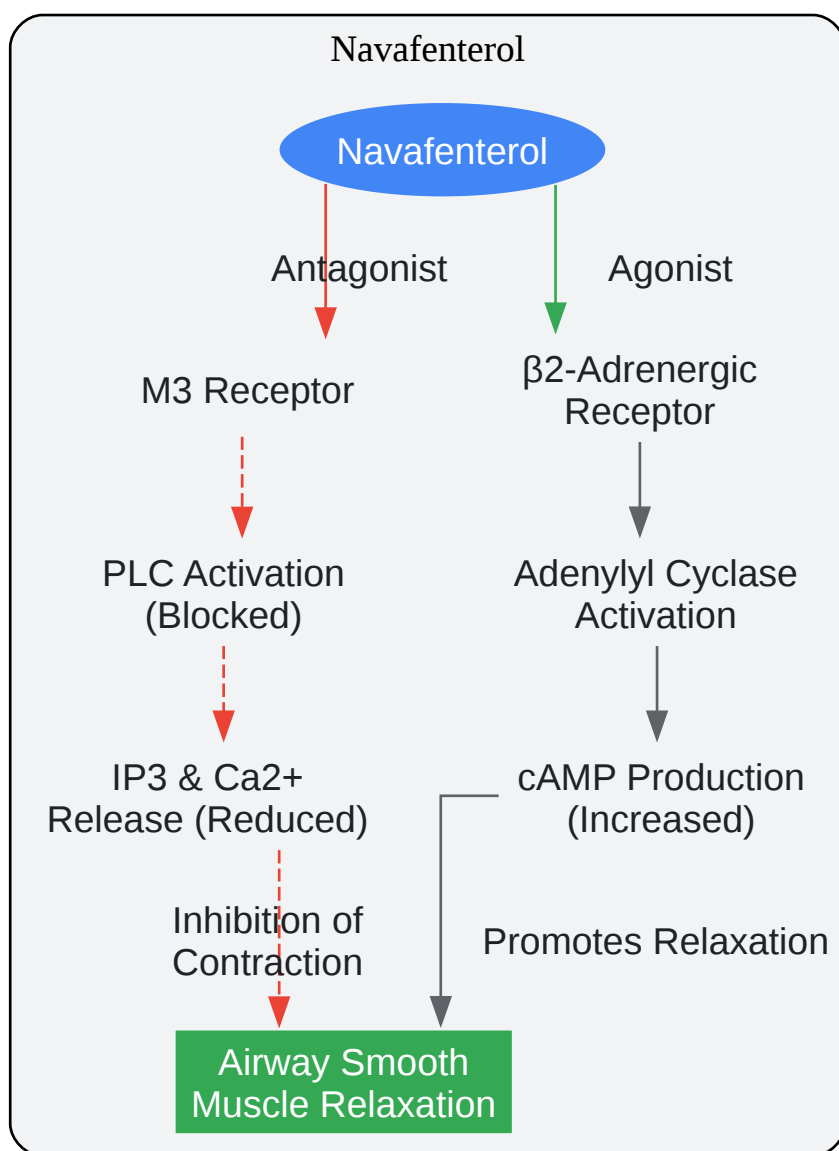 Navafenterol
Navafenterol
Antagonist
Agonist
M3 Receptor
β2-Adrenergic
Receptor
PLC Activation
(Blocked)
Adenylyl Cyclase
Activation
IP3 & Ca2+
Release (Reduced)
cAMP Production
(Increased)
Inhibition of
Contraction
Promotes Relaxation
Airway Smooth
Muscle Relaxation